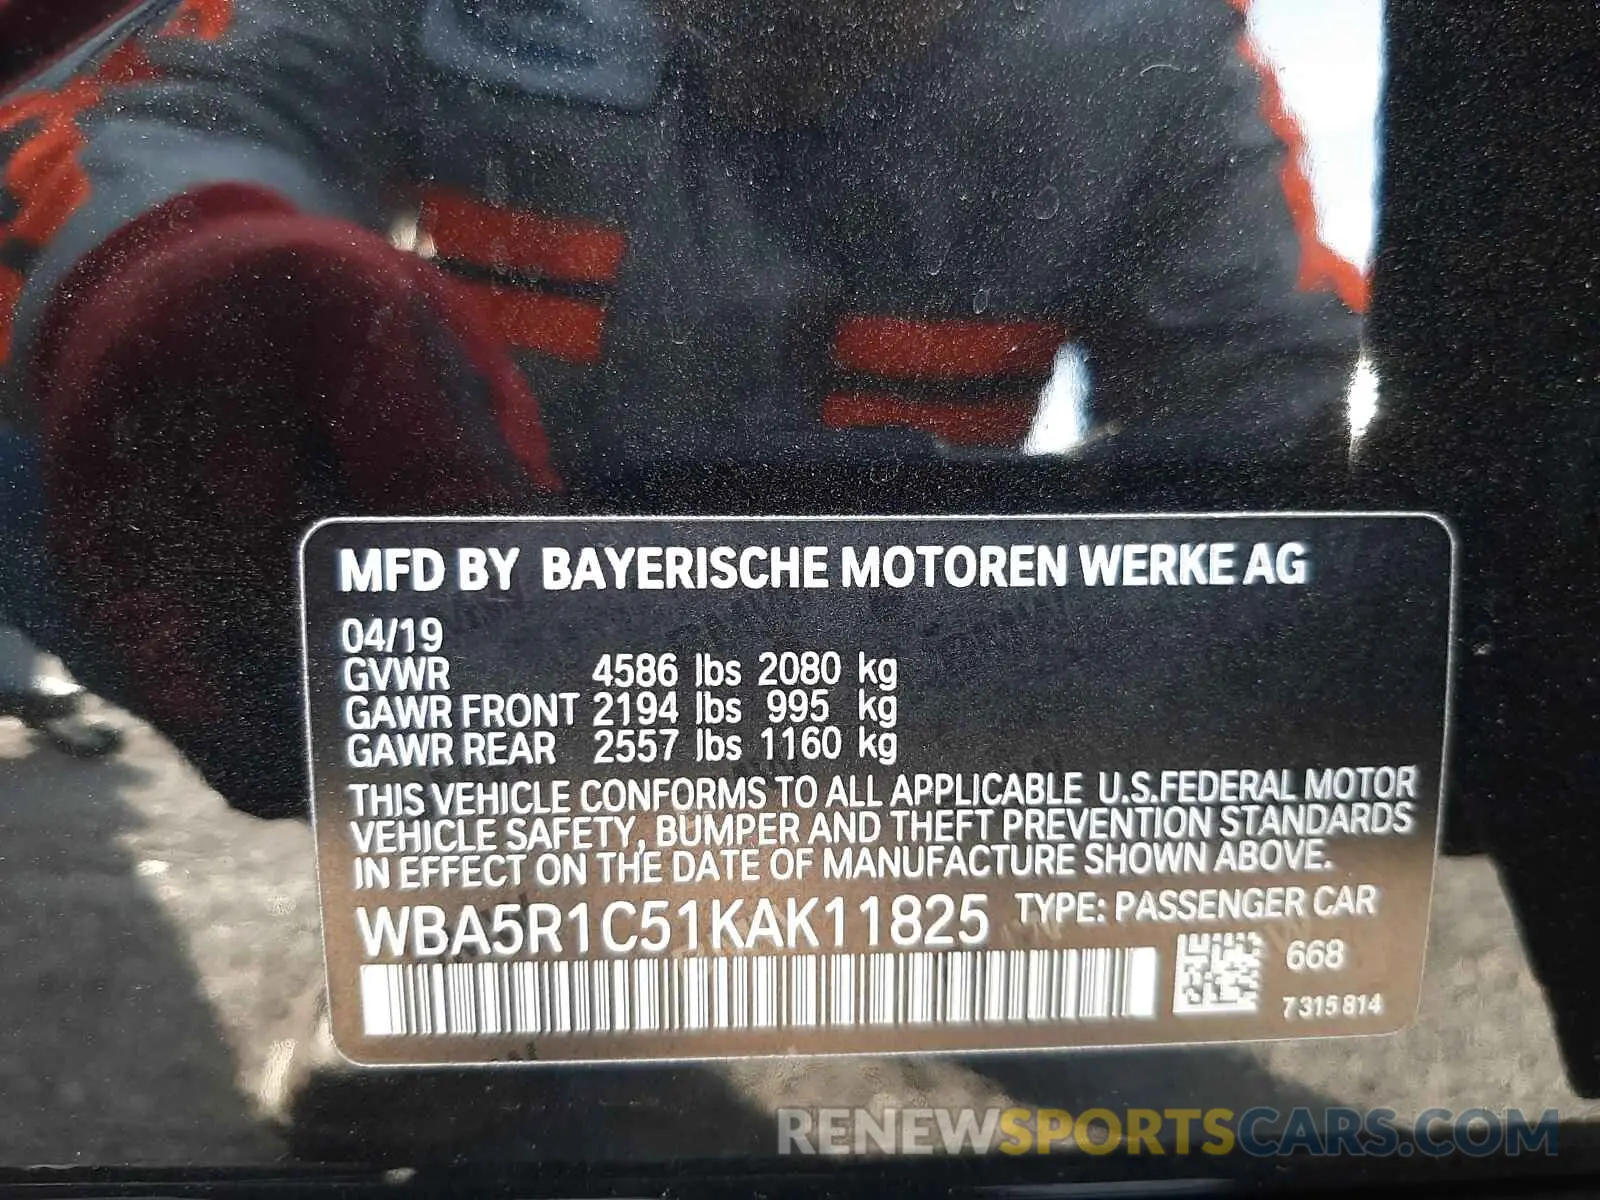 MFD BY BAYERISCHE MOTOREN WERKE AG
04/19
GVWR 4586 lbs 2080 kg
GAWR FRONT 2194 lbs 995 kg
GAWR REAR 2557 lbs 1160 kg
THIS VEHICLE CONFORMS TO ALL APPLICABLE U.S.FEDERAL MOTOR
VEHICLE SAFETY, BUMPER AND THEFT PREVENTION STANDARDS
IN EFFECT ON THE DATE OF MANUFACTURE SHOWN ABOVE.
WBA5R1C51KAK11825 TYPE: PASSENGER CAR
668
7 315 814
RENEWSPORTSCARS.COM